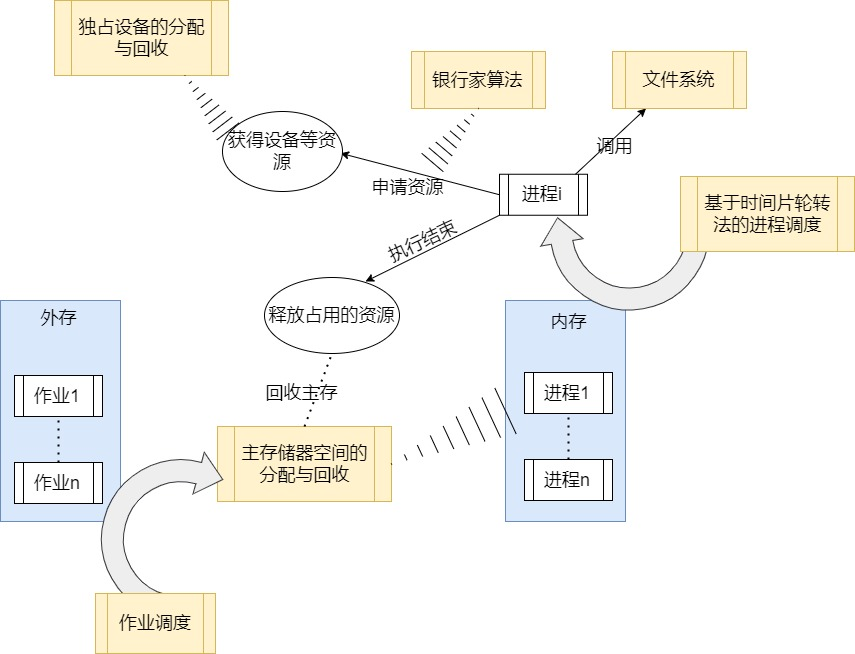 独占设备的分配
与回收
银行家算法
文件系统
获得设备等资
源
调用
申请资源
进程i
基于时间片轮转
法的进程调度
执行结束
释放占用的资源
外存
内存
作业1
回收主存
进程1
主存储器空间的
分配与回收
作业n
进程n
作业调度